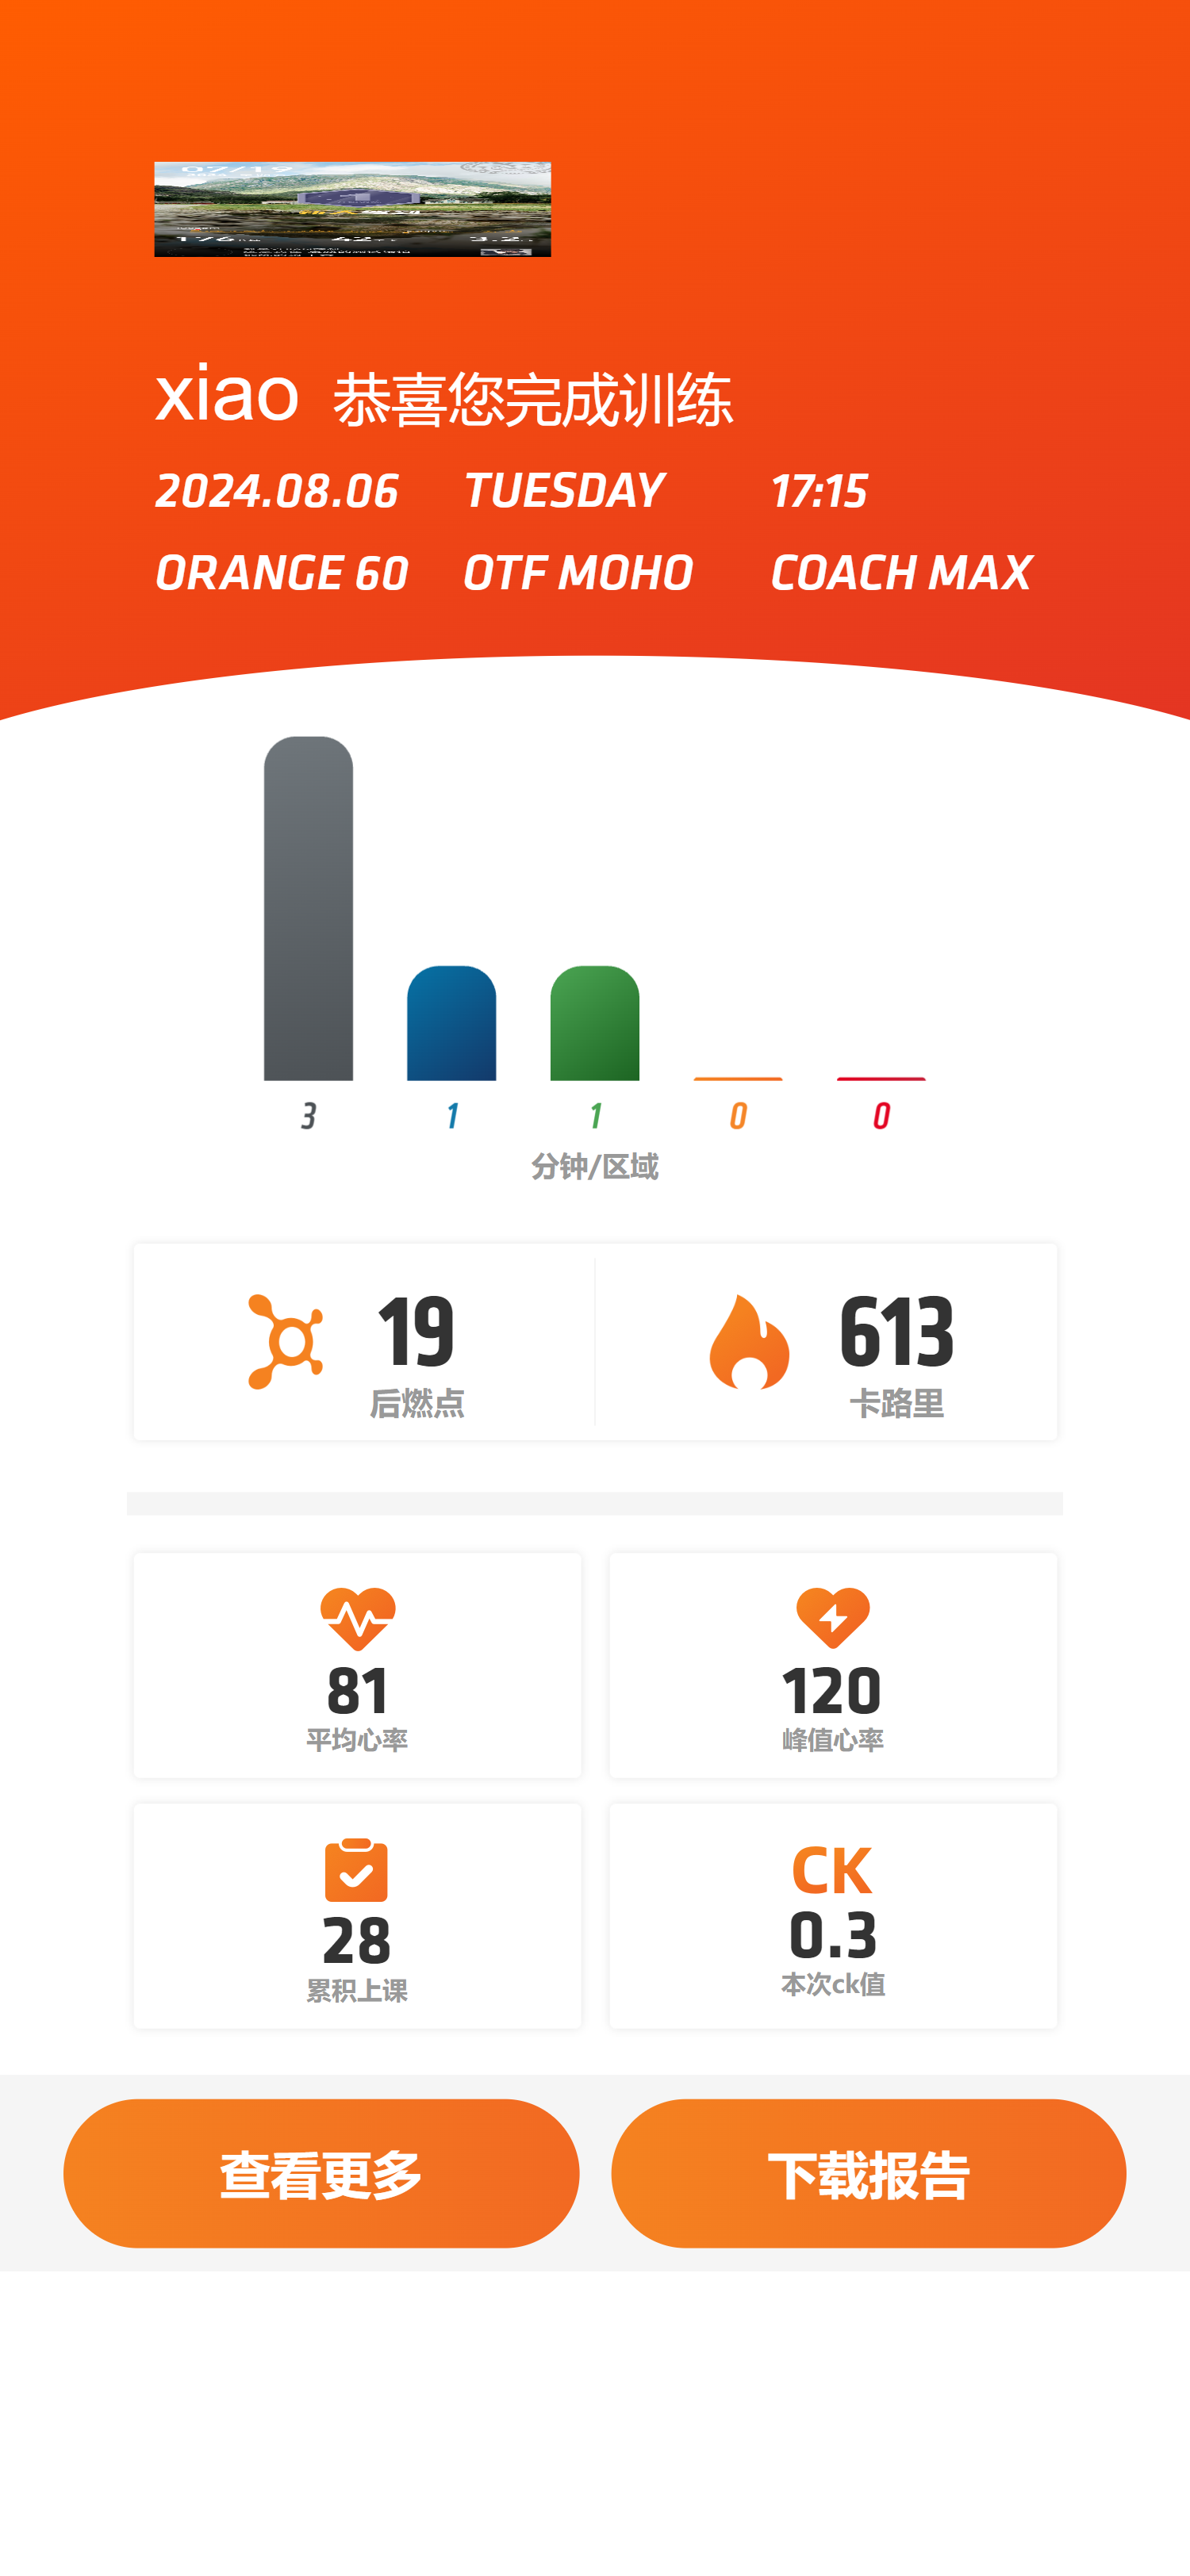 07/19
xiao 恭喜您完成训练
2024.08.06 TUESDAY 17:15
ORANGE 60 OTF MOHO COACH MAX
3 1 1 0 0
分钟/区域
19 613
后燃点 卡路里
81 120
平均心率 峰值心率
28 CK
0.3
累积上课 本次ck值
查看更多 下载报告